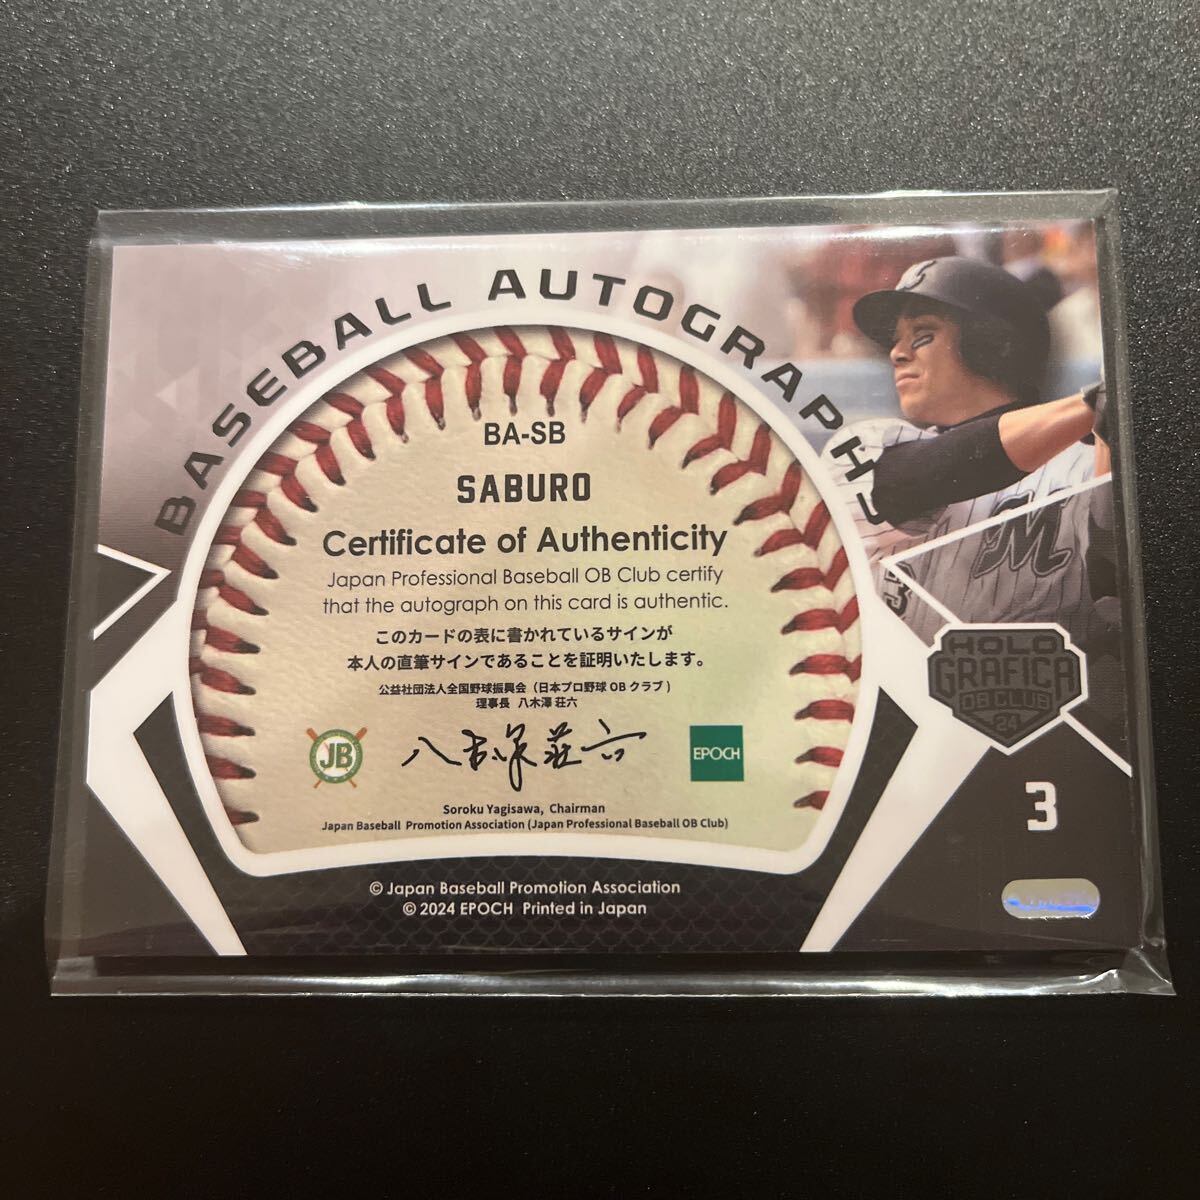 BASEBALL AUTOGRAPHS
BA-SB
SABURO
Certificate of Authenticity
Japan Professional Baseball OB Club certify
that the autograph on this card is authentic.
このカードの表に書かれているサインが
本人の直筆サインであることを証明いたします。
公益社団法人全国野球振興会（日本プロ野球 OB クラブ）
理事長 八木澤 荘六
JB
八木澤荘六
EPOCH
Soroku Yagisawa, Chairman
Japan Baseball Promotion Association (Japan Professional Baseball OB Club)
© Japan Baseball Promotion Association
© 2024 EPOCH Printed in Japan
M
3
HOLO
GRAFICA
OB CLUB
24
3